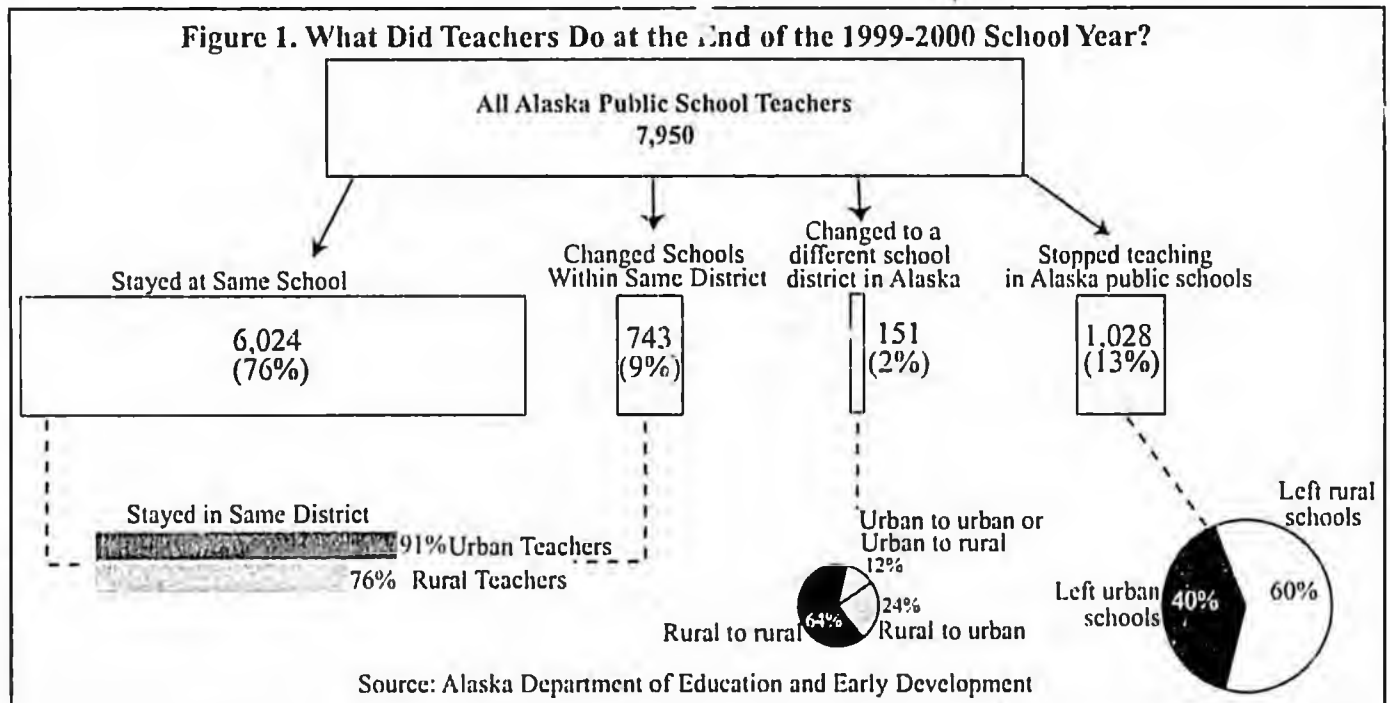 Figure 1. What Did Teachers Do at the End of the 1999-2000 School Year?
All Alaska Public School Teachers
7,950
Stayed at Same School
6,024
(76%)
Changed Schools
Within Same District
743
(9%)
Changed to a
different school
district in Alaska
151
(2%)
Stopped teaching
in Alaska public schools
1,028
(13%)
Stayed in Same District
91% Urban Teachers
76% Rural Teachers
Urban to urban or
Urban to rural
12%
24%
Rural to urban
64%
Rural to rural
Left rural
schools
60%
Left urban
schools
40%
Source: Alaska Department of Education and Early Development